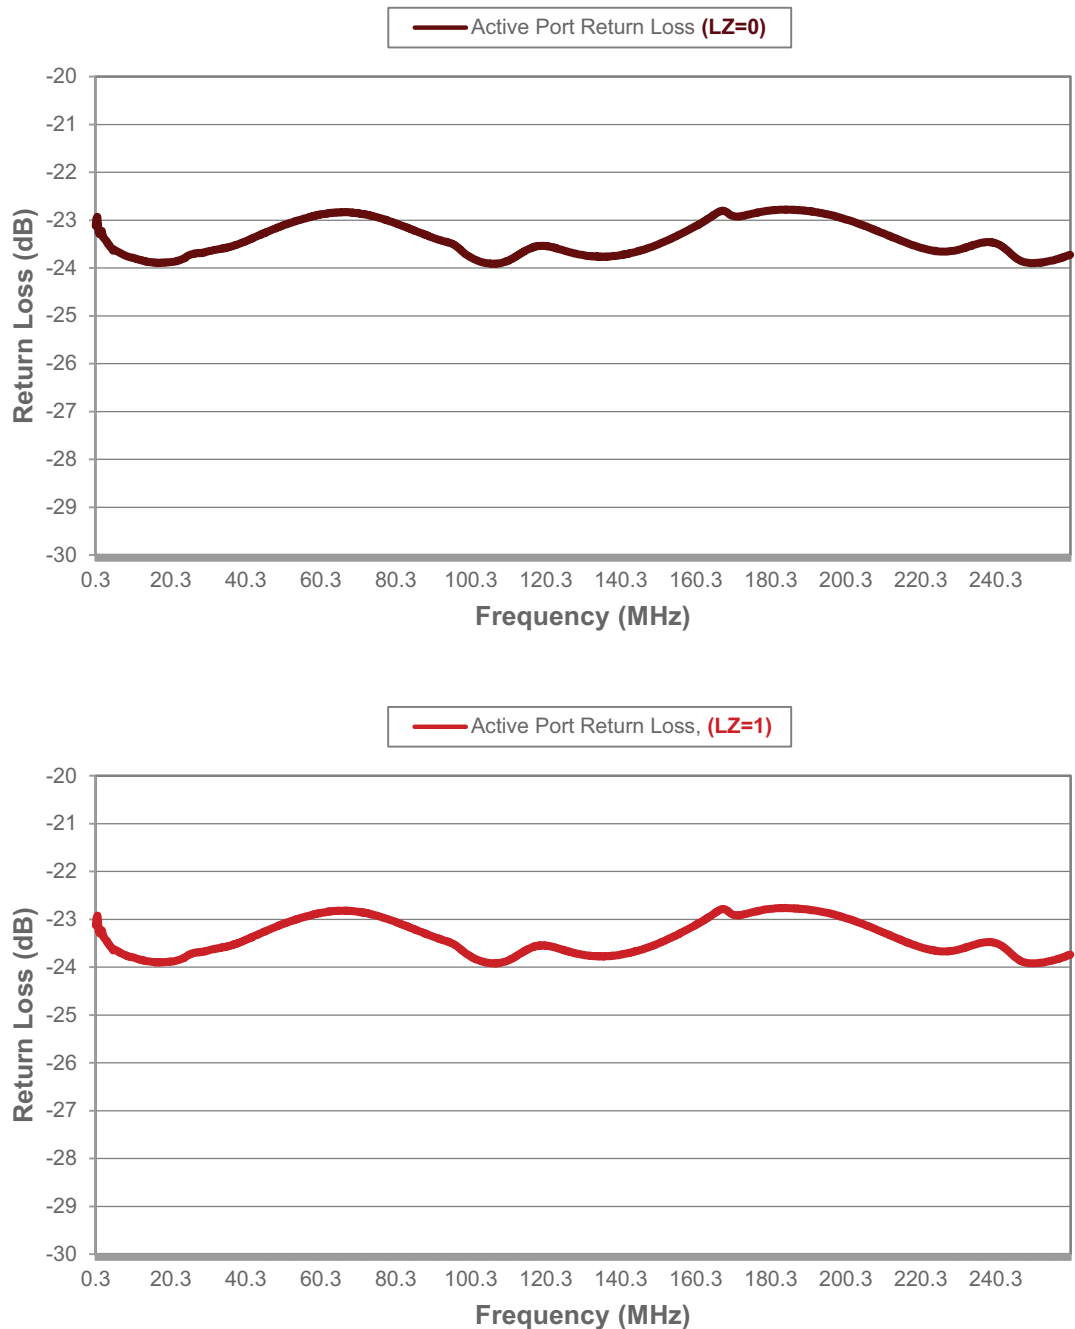 Active Port Return Loss (LZ=0)
-20
-21
-22
-23
-24
-25
-26
-27
-28
-29
-30
Return Loss (dB)
0.3 20.3 40.3 60.3 80.3 100.3 120.3 140.3 160.3 180.3 200.3 220.3 240.3
Frequency (MHz)
Active Port Return Loss, (LZ=1)
-20
-21
-22
-23
-24
-25
-26
-27
-28
-29
-30
Return Loss (dB)
0.3 20.3 40.3 60.3 80.3 100.3 120.3 140.3 160.3 180.3 200.3 220.3 240.3
Frequency (MHz)